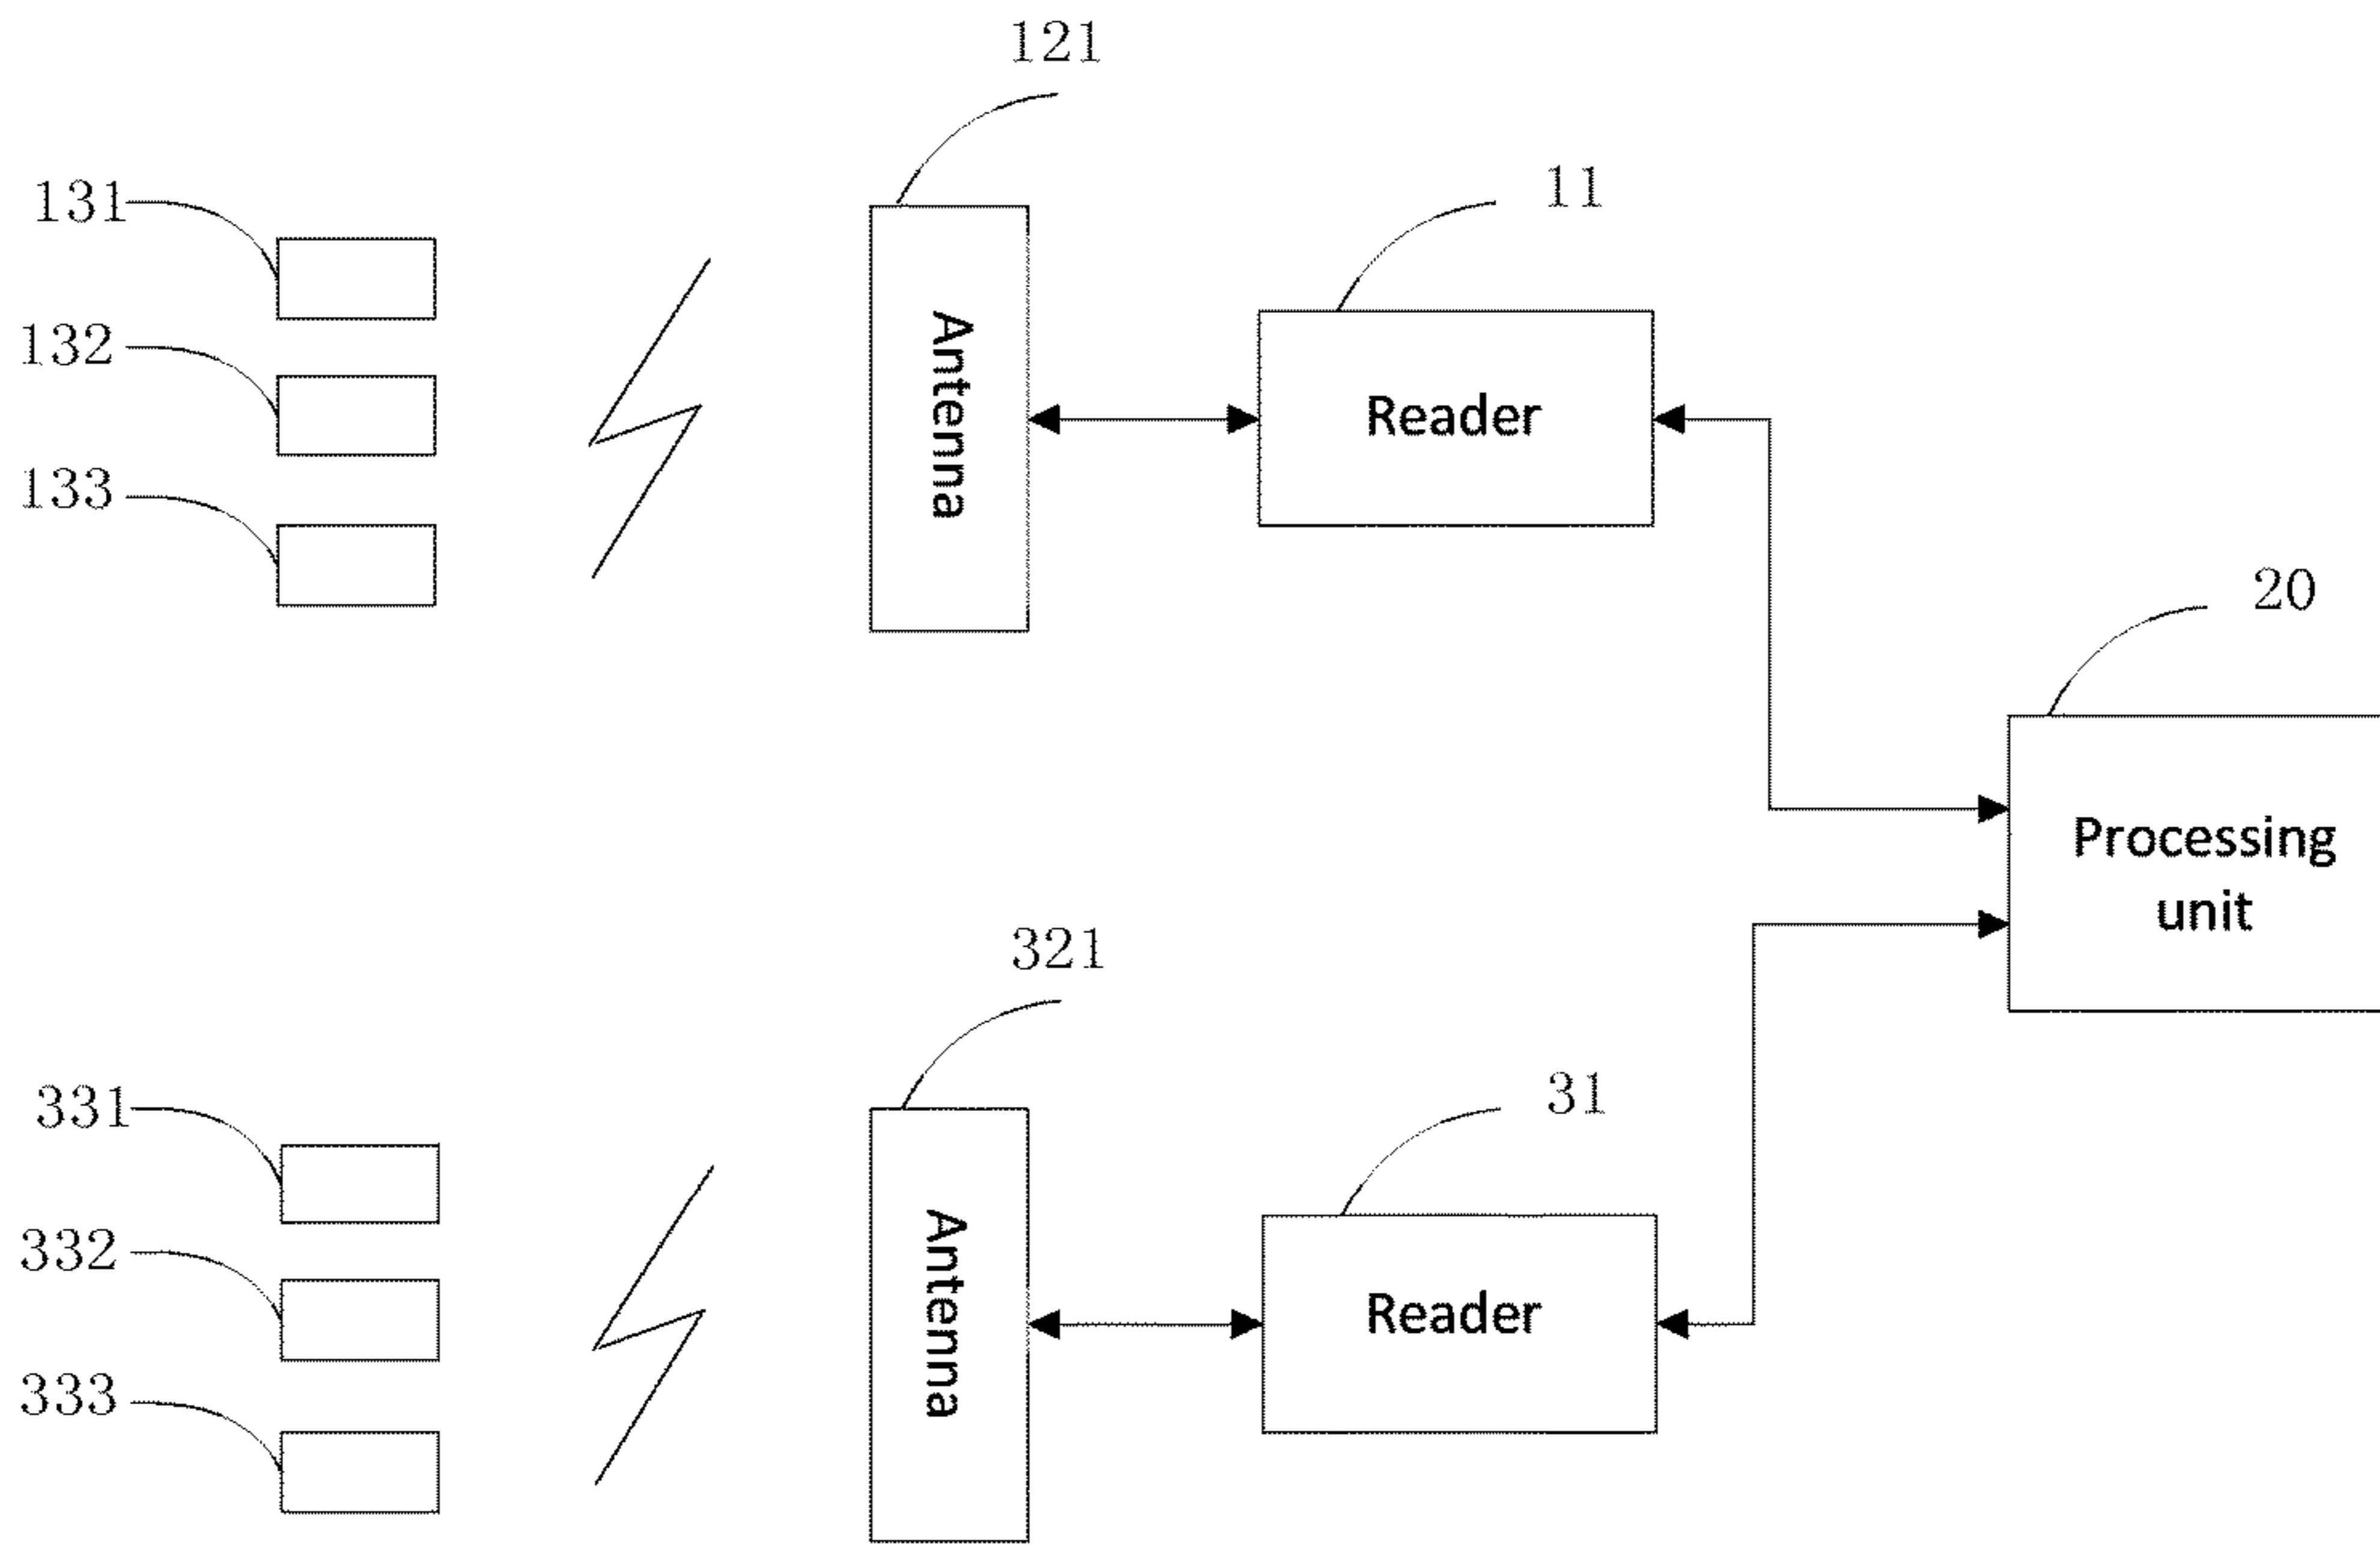 121
11
131
132
133
Antenna
Reader
20
Processing
unit
321
31
331
332
333
Antenna
Reader